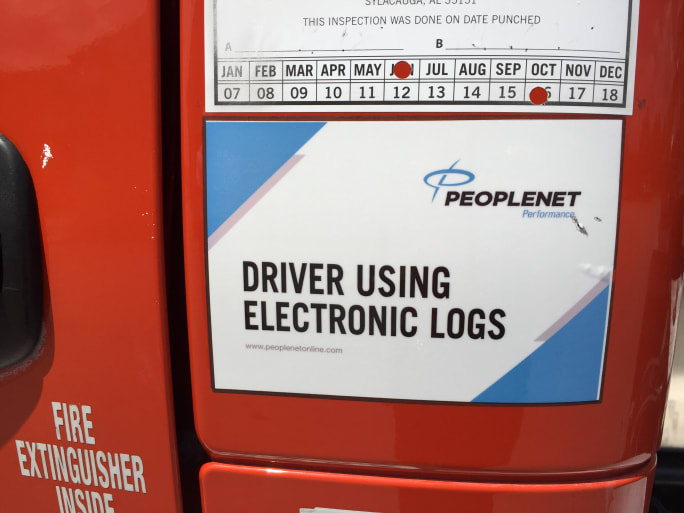 SYLACAUGA, AL 35151
THIS INSPECTION WAS DONE ON DATE PUNCHED
A B
JAN FEB MAR APR MAY JUN JUL AUG SEP OCT NOV DEC
07 08 09 10 11 12 13 14 15 16 17 18
PEOPLENET
Performance
DRIVER USING
ELECTRONIC LOGS
www.peoplenetonline.com
FIRE
EXTINGUISHER
INSIDE